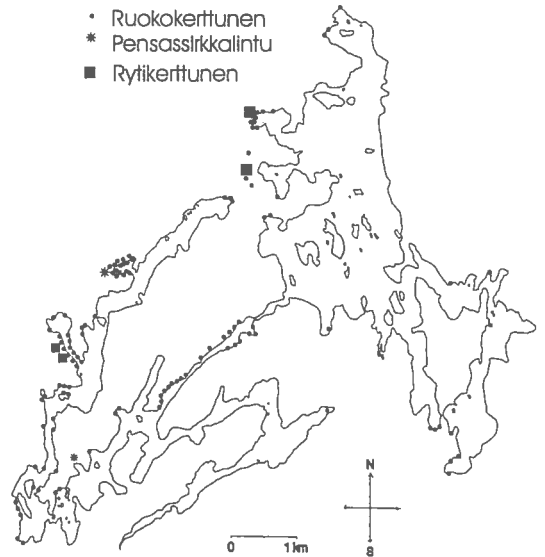 Ruokokerttunen
Pensassirkkalintu
Rytikerttunen
N
S
0 1 km